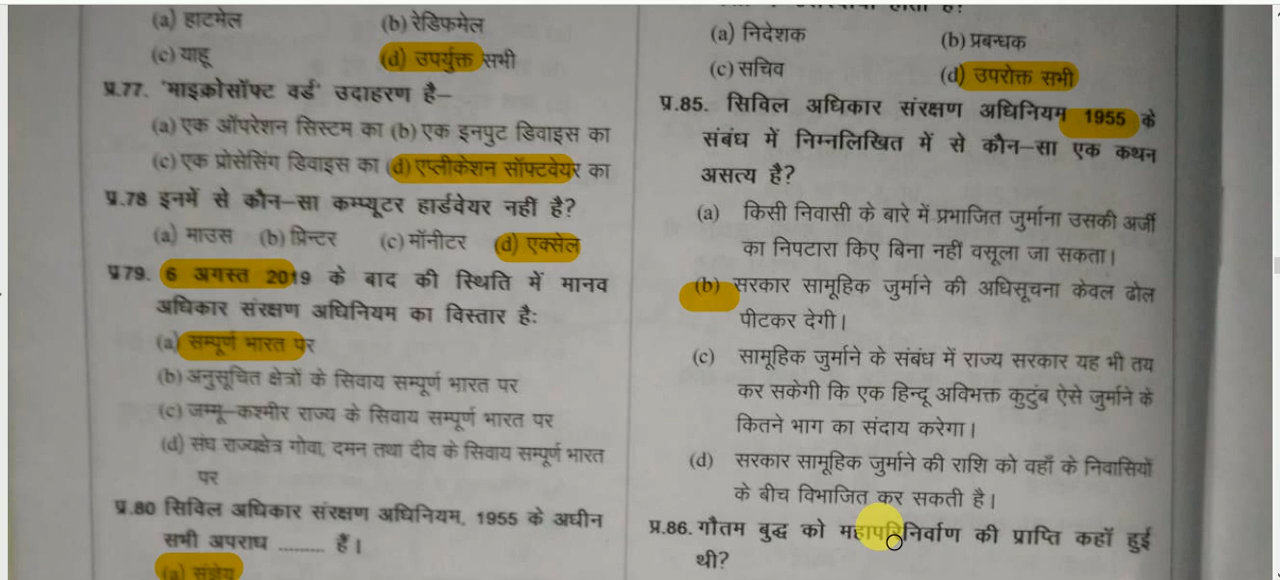 (a) हाटमेल (b) रेडिफमेल
(c) याहू (d) उपर्युक्त सभी
प्र.77. 'माइक्रोसॉफ्ट वर्ड' उदाहरण है–
(a) एक ऑपरेशन सिस्टम का (b) एक इनपुट डिवाइस का
(c) एक प्रोसेसिंग डिवाइस का (d) एप्लीकेशन सॉफ्टवेयर का
प्र.78 इनमें से कौन–सा कम्प्यूटर हार्डवेयर नहीं है?
(a) माउस (b) प्रिन्टर (c) मॉनीटर (d) एक्सेल
प्र79. 6 अगस्त 2019 के बाद की स्थिति में मानव
अधिकार संरक्षण अधिनियम का विस्तार है:
(a) सम्पूर्ण भारत पर
(b) अनुसूचित क्षेत्रों के सिवाय सम्पूर्ण भारत पर
(c) जम्मू–कश्मीर राज्य के सिवाय सम्पूर्ण भारत पर
(d) संघ राज्यक्षेत्र गोवा, दमन तथा दीव के सिवाय सम्पूर्ण भारत
पर
प्र.80 सिविल अधिकार संरक्षण अधिनियम, 1955 के अधीन
सभी अपराध .......... हैं।
(a) संज्ञेय
(a) निदेशक (b) प्रबन्धक
(c) सचिव (d) उपरोक्त सभी
प्र.85. सिविल अधिकार संरक्षण अधिनियम 1955 के
संबंध में निम्नलिखित में से कौन–सा एक कथन
असत्य है?
(a) किसी निवासी के बारे में प्रभाजित जुर्माना उसकी अर्जी
का निपटारा किए बिना नहीं वसूला जा सकता।
(b) सरकार सामूहिक जुर्माने की अधिसूचना केवल ढोल
पीटकर देगी।
(c) सामूहिक जुर्माने के संबंध में राज्य सरकार यह भी तय
कर सकेगी कि एक हिन्दू अविभक्त कुटुंब ऐसे जुर्माने के
कितने भाग का संदाय करेगा।
(d) सरकार सामूहिक जुर्माने की राशि को वहाँ के निवासियों
के बीच विभाजित कर सकती है।
प्र.86. गौतम बुद्ध को महापरिनिर्वाण की प्राप्ति कहॉ हुई
थी?